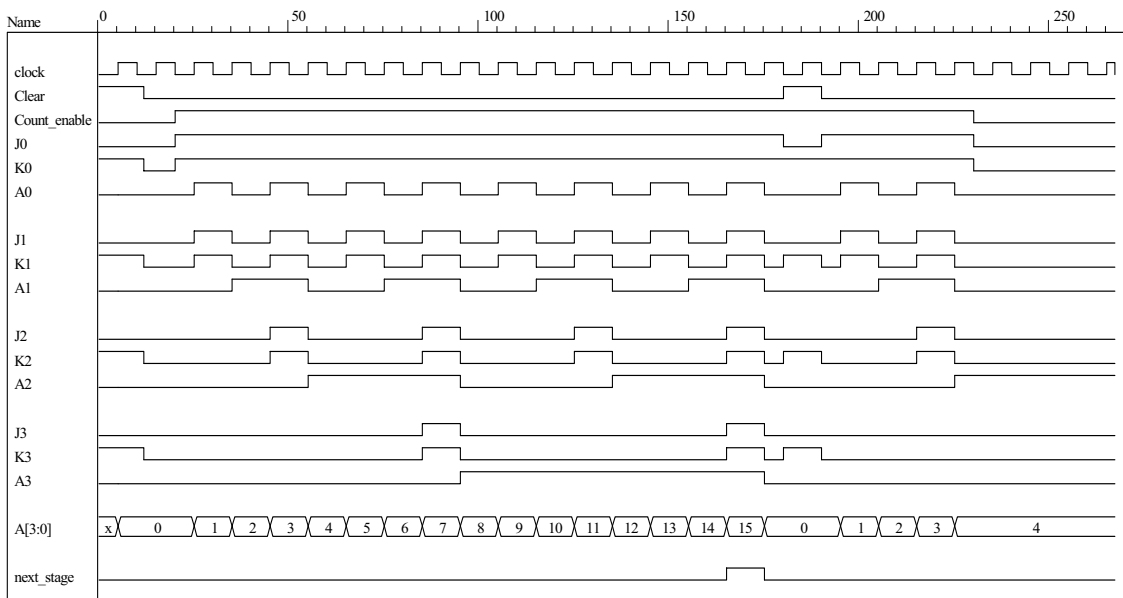 Name 0 50 100 150 200 250
clock
Clear
Count_enable
J0
K0
A0
J1
K1
A1
J2
K2
A2
J3
K3
A3
A[3:0] x 0 1 2 3 4 5 6 7 8 9 10 11 12 13 14 15 0 1 2 3 4
next_stage